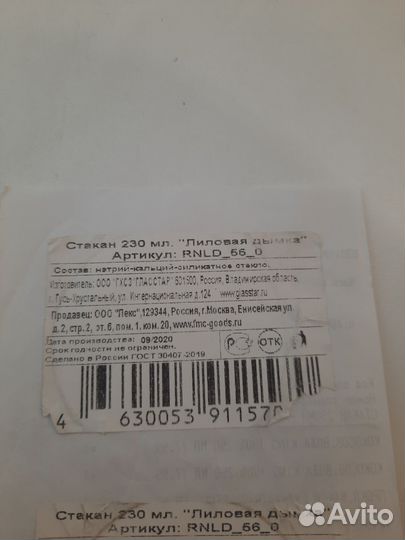 Стакан 230 мл. "Лиловая дымка"
Артикул: RNLD_56_0
Состав: натрий-кальций-силикатное стекло.
Изготовитель: ООО "ГХСЗ "ГЛАССТАР" 601500, Россия, Владимирская область,
г. Гусь-Хрустальный, ул. Интернациональная д.124 www.glasstar.ru
Продавец: ООО "Лекс",129344, Россия, г.Москва, Енисейская ул.
д. 2, стр. 2, эт. 6, пом. 1, ком. 20, www.fmc-goods.ru
Дата производства: 09/2020
Срок годности не ограничен.
Сделано в России ГОСТ 30407-2019
ОТК
4 630053 91157
Стакан 230 мл. "Лиловая
Артикул: RNLD_56_0
Avito